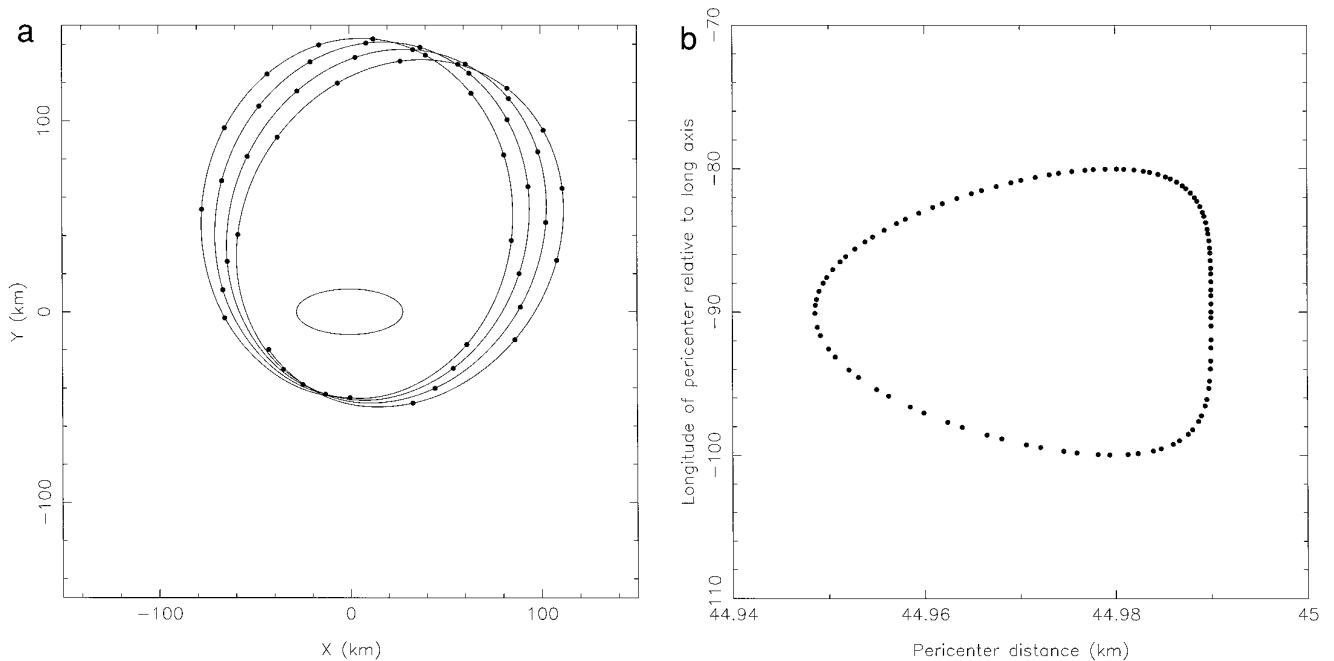 a
100
0
−100
Y (km)
−100
0
100
X (km)
b
−70
−80
−90
−100
−110
Longitude of pericenter relative to long axis
44.94
44.96
44.98
45
Pericenter distance (km)